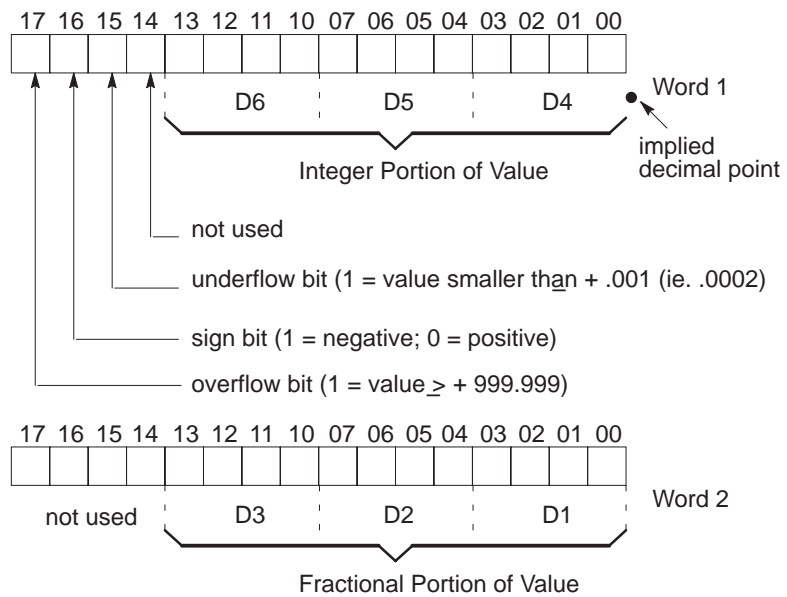 17 16 15 14 13 12 11 10 07 06 05 04 03 02 01 00
D6 D5 D4
Word 1
implied
decimal point
Integer Portion of Value
not used
underflow bit (1 = value smaller than + .001 (ie. .0002)
sign bit (1 = negative; 0 = positive)
overflow bit (1 = value > + 999.999)
17 16 15 14 13 12 11 10 07 06 05 04 03 02 01 00
not used D3 D2 D1
Word 2
Fractional Portion of Value